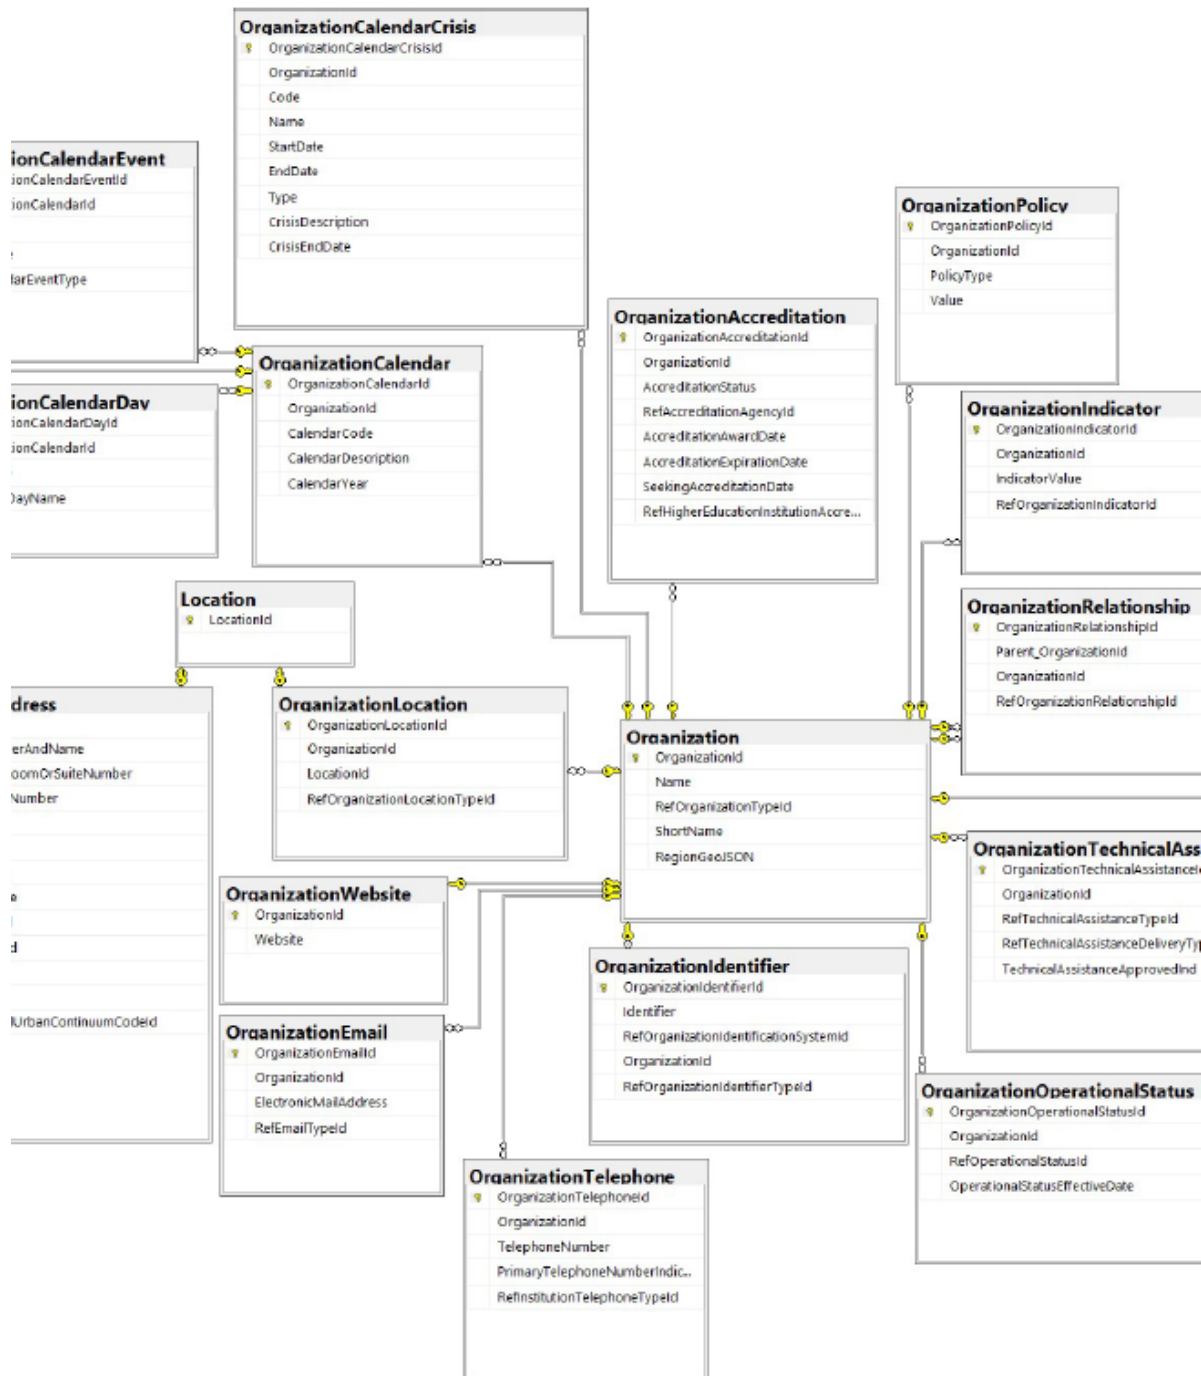 OrganizationCalendarCrisis
OrganizationCalendarCrisisId
OrganizationId
Code
Name
StartDate
EndDate
Type
CrisisDescription
CrisisEndDate
ionCalendarEvent
ionCalendarEventId
ionCalendarId
darEventType
OrganizationPolicy
OrganizationPolicyId
OrganizationId
PolicyType
Value
OrganizationAccreditation
OrganizationAccreditationId
OrganizationId
AccreditationStatus
RefAccreditationAgencyId
AccreditationAwardDate
AccreditationExpirationDate
SeekingAccreditationDate
RefHigherEducationInstitutionAccre...
OrganizationCalendar
OrganizationCalendarId
OrganizationId
CalendarCode
CalendarDescription
CalendarYear
ionCalendarDay
ionCalendarDayId
ionCalendarId
DayName
OrganizationIndicator
OrganizationIndicatorId
OrganizationId
IndicatorValue
RefOrganizationIndicatorId
Location
LocationId
OrganizationRelationship
OrganizationRelationshipId
Parent_OrganizationId
OrganizationId
RefOrganizationRelationshipId
dress
erAndName
oomOrSuiteNumber
Number
e
d
dUrbanContinuumCodeId
OrganizationLocation
OrganizationLocationId
OrganizationId
LocationId
RefOrganizationLocationTypeId
Organization
OrganizationId
Name
RefOrganizationTypeId
ShortName
RegionGeoJSON
OrganizationTechnicalAss
OrganizationTechnicalAssistanceI
OrganizationId
RefTechnicalAssistanceTypeId
RefTechnicalAssistanceDeliveryTyp
TechnicalAssistanceApprovedInd
OrganizationWebsite
OrganizationId
Website
OrganizationIdentifier
OrganizationIdentifierId
Identifier
RefOrganizationIdentificationSystemId
OrganizationId
RefOrganizationIdentifierTypeId
OrganizationEmail
OrganizationEmailId
OrganizationId
ElectronicMailAddress
RefEmailTypeId
OrganizationOperationalStatus
OrganizationOperationalStatusId
OrganizationId
RefOperationalStatusId
OperationalStatusEffectiveDate
OrganizationTelephone
OrganizationTelephoneId
OrganizationId
TelephoneNumber
PrimaryTelephoneNumberIndic...
RefInstitutionTelephoneTypeId